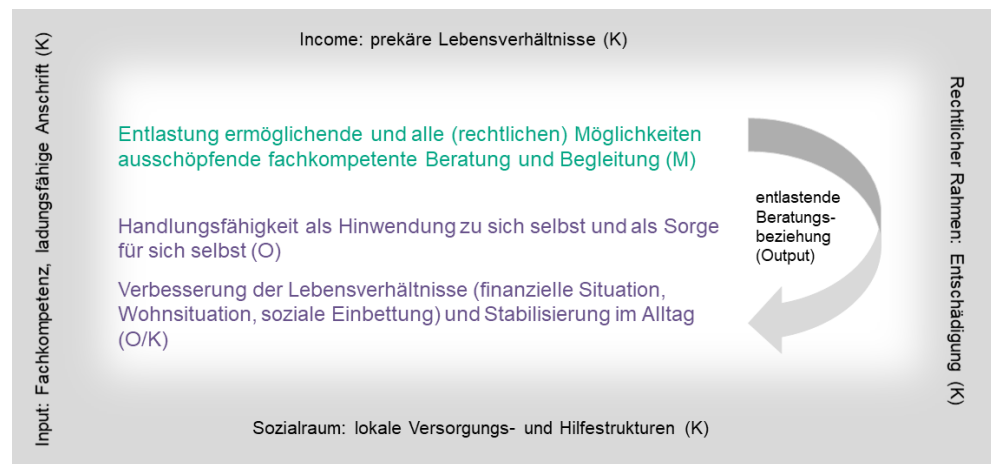 Income: prekäre Lebensverhältnisse (K)
Input: Fachkompetenz, ladungsfähige Anschrift (K)
Entlastung ermöglichende und alle (rechtlichen) Möglichkeiten
ausschöpfende fachkompetente Beratung und Begleitung (M)
Handlungsfähigkeit als Hinwendung zu sich selbst und als Sorge
für sich selbst (O)
Verbesserung der Lebensverhältnisse (finanzielle Situation,
Wohnsituation, soziale Einbettung) und Stabilisierung im Alltag
(O/K)
entlastende
Beratungs-
beziehung
(Output)
Rechtlicher Rahmen: Entschädigung (K)
Sozialraum: lokale Versorgungs- und Hilfestrukturen (K)